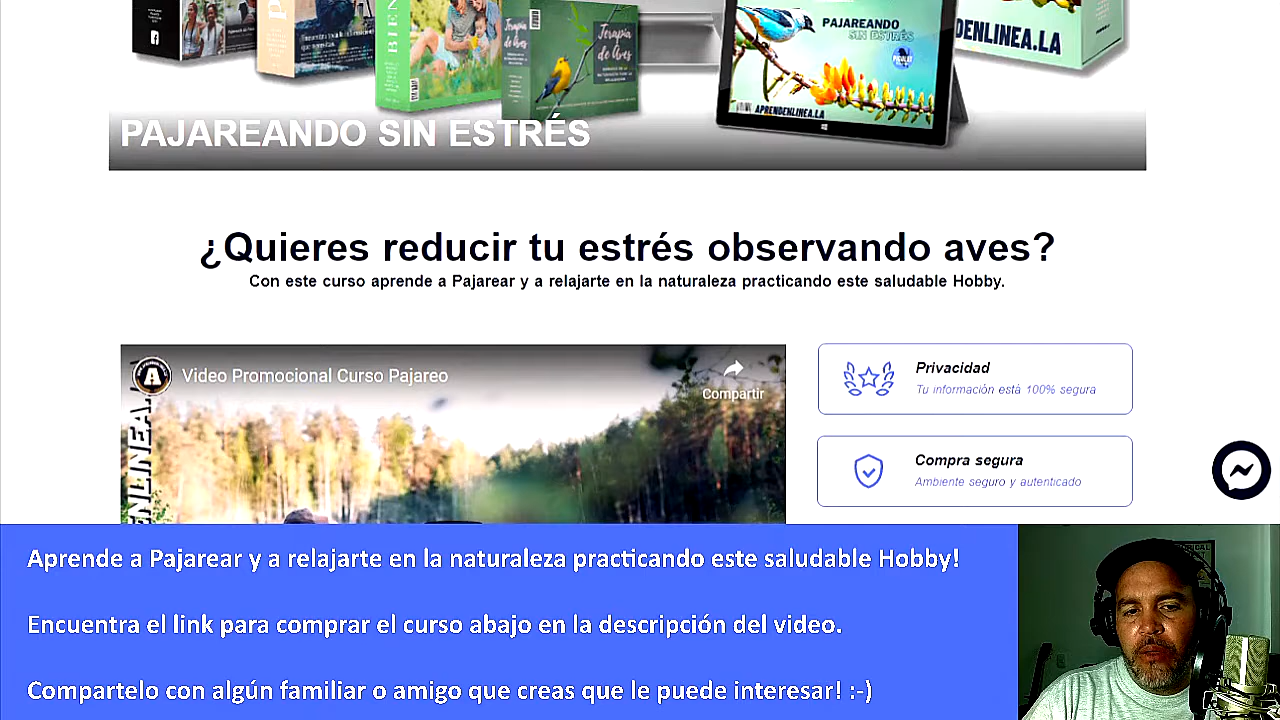 Terapia
de Aves
PAJAREANDO
SIN ESTRÉS
APRENDENLINEA.LA
DENLINEA.LA
PAJAREANDO SIN ESTRÉS
¿Quieres reducir tu estrés observando aves?
Con este curso aprende a Pajarear y a relajarte en la naturaleza practicando este saludable Hobby.
A
Video Promocional Curso Pajareo
Compartir
ENLINEA.L
Privacidad
Tu información está 100% segura
Compra segura
Ambiente seguro y autenticado
Aprende a Pajarear y a relajarte en la naturaleza practicando este saludable Hobby!
Encuentra el link para comprar el curso abajo en la descripción del video.
Compartelo con algún familiar o amigo que creas que le puede interesar! :-)